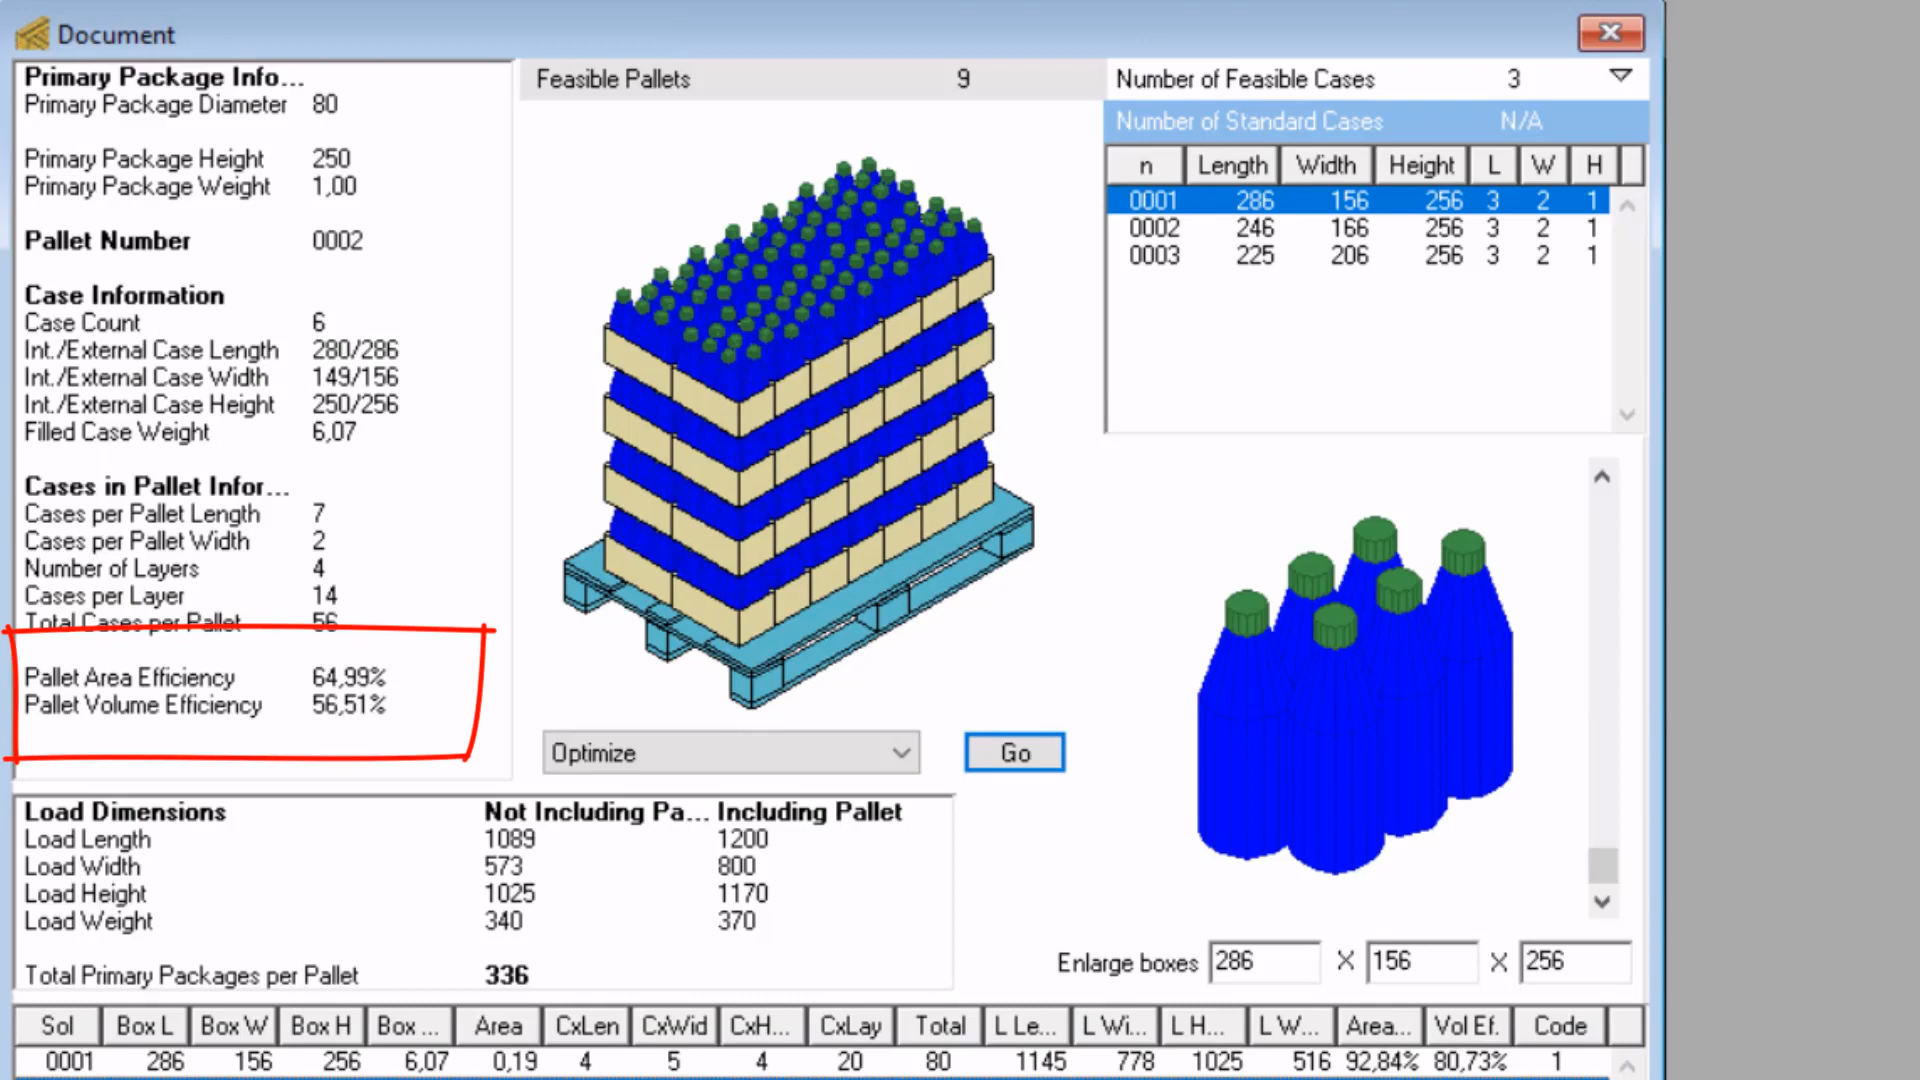 Document
Primary Package Info...
Primary Package Diameter 80
Primary Package Height 250
Primary Package Weight 1,00
Pallet Number 0002
Case Information
Case Count 6
Int./External Case Length 280/286
Int./External Case Width 149/156
Int./External Case Height 250/256
Filled Case Weight 6,07
Cases in Pallet Infor...
Cases per Pallet Length 7
Cases per Pallet Width 2
Number of Layers 4
Cases per Layer 14
Total Cases per Pallet 56
Pallet Area Efficiency 64,99%
Pallet Volume Efficiency 56,51%
Feasible Pallets 9
Optimize Go
Number of Feasible Cases 3
Number of Standard Cases N/A
n Length Width Height L W H
0001 286 156 256 3 2 1
0002 246 166 256 3 2 1
0003 225 206 256 3 2 1
Load Dimensions Not Including Pa... Including Pallet
Load Length 1089 1200
Load Width 573 800
Load Height 1025 1170
Load Weight 340 370
Total Primary Packages per Pallet 336
Enlarge boxes 286 X 156 X 256
Sol Box L Box W Box H Box ... Area CxLen CxWid CxH... CxLay Total L Le... L Wi... L H... L W... Area... Vol Ef. Code
0001 286 156 256 6,07 0,19 4 5 4 20 80 1145 778 1025 516 92,84% 80,73% 1